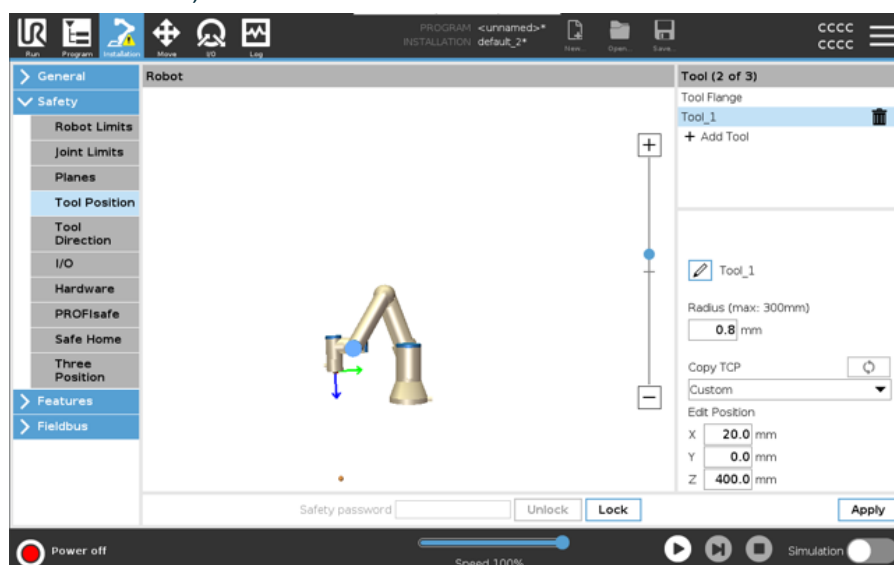 PROGRAM <unnamed>*
INSTALLATION default_2*
UR
Run
Program
Installation
Move
I/O
Log
New...
Open...
Save...
CCCC
CCCC
General
Safety
Robot Limits
Joint Limits
Planes
Tool Position
Tool
Direction
I/O
Hardware
PROFIsafe
Safe Home
Three
Position
Features
Fieldbus
Robot
Safety password
Unlock
Lock
Tool (2 of 3)
Tool Flange
Tool_1
+ Add Tool
Tool_1
Radius (max: 300mm)
0.8 mm
Copy TCP
Custom
Edit Position
X 20.0 mm
Y 0.0 mm
Z 400.0 mm
Apply
Power off
Speed 100%
Simulation